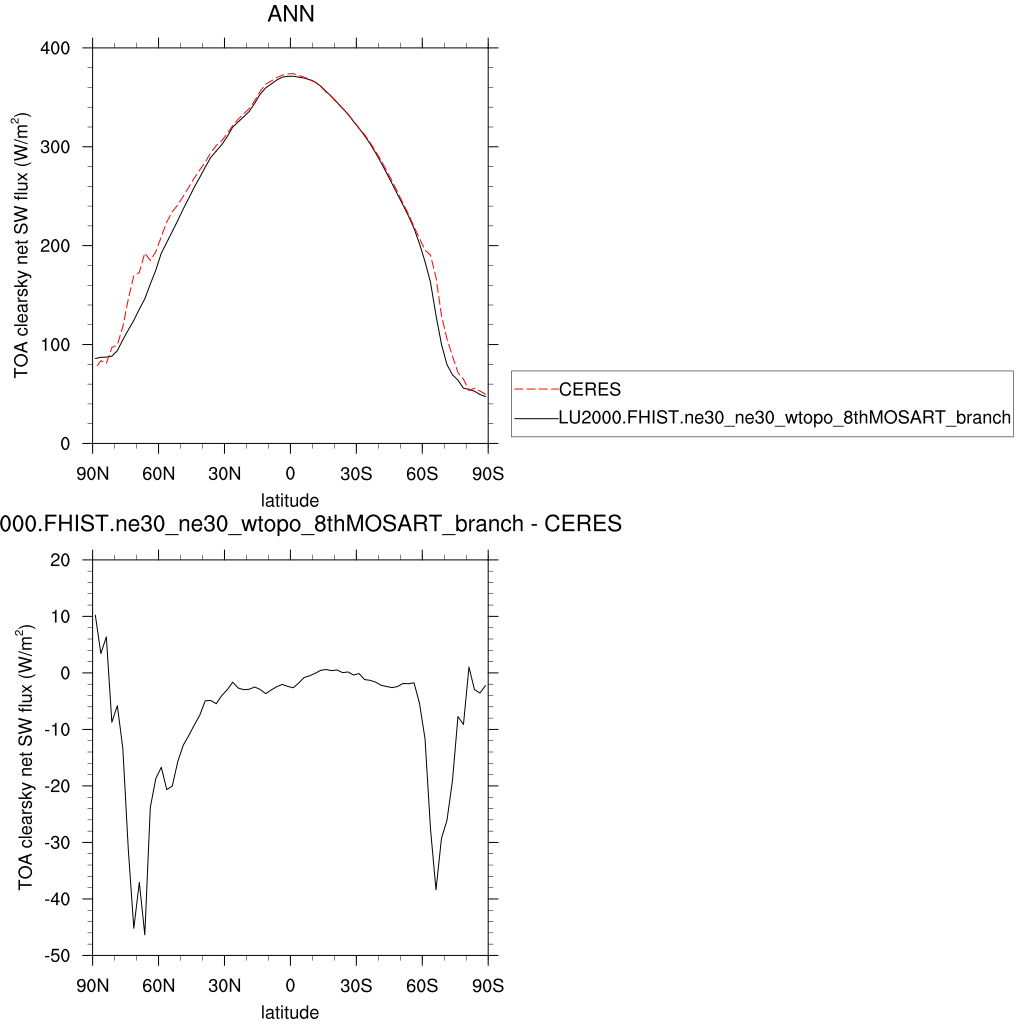 ANN
TOA clearsky net SW flux (W/m²)
400
300
200
100
0
90N 60N 30N 0 30S 60S 90S
latitude
CERES
LU2000.FHIST.ne30_ne30_wtopo_8thMOSART_branch
000.FHIST.ne30_ne30_wtopo_8thMOSART_branch - CERES
TOA clearsky net SW flux (W/m²)
20
10
0
-10
-20
-30
-40
-50
90N 60N 30N 0 30S 60S 90S
latitude